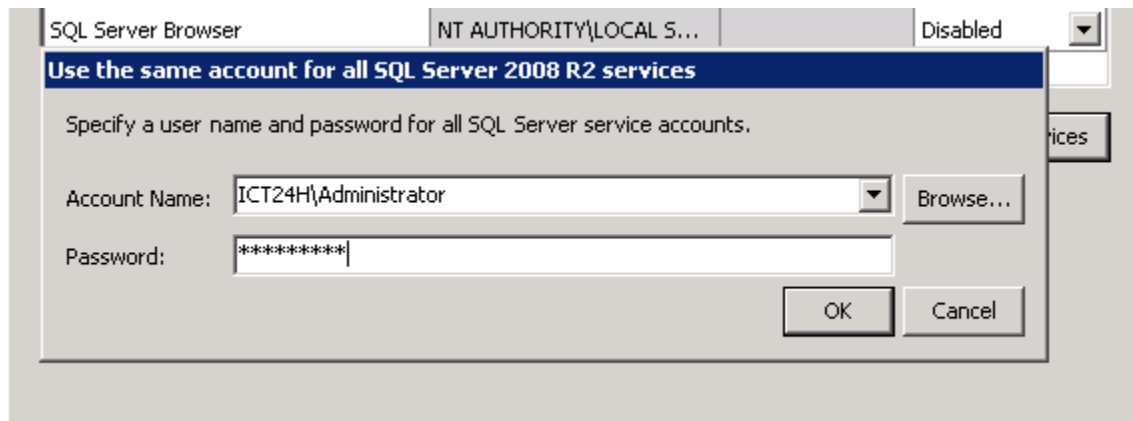 SQL Server Browser NT AUTHORITY\LOCAL S... Disabled
Use the same account for all SQL Server 2008 R2 services
Specify a user name and password for all SQL Server service accounts.
ices
Account Name: ICT24H\Administrator Browse...
Password: *********
OK Cancel